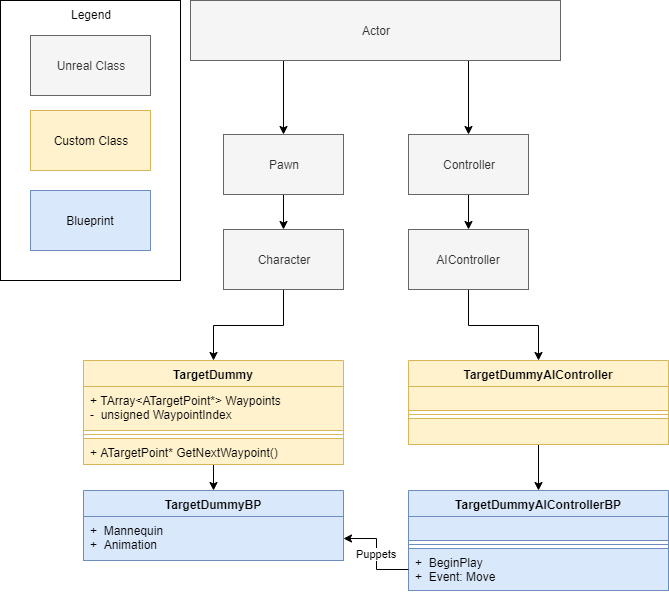 Legend
Unreal Class
Custom Class
Blueprint
Actor
Pawn
Controller
Character
AIController
TargetDummy
+ TArray<ATargetPoint*> Waypoints
- unsigned WaypointIndex
+ ATargetPoint* GetNextWaypoint()
TargetDummyAIController
TargetDummyBP
+ Mannequin
+ Animation
TargetDummyAIControllerBP
+ BeginPlay
+ Event: Move
Puppets